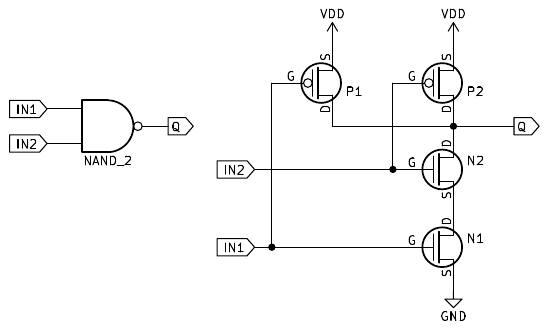 VDD VDD
S S
G P1 G P2
D D
IN1 Q Q
IN2
NAND_2
D
IN2 G N2
S
D
IN1 G N1
S
GND